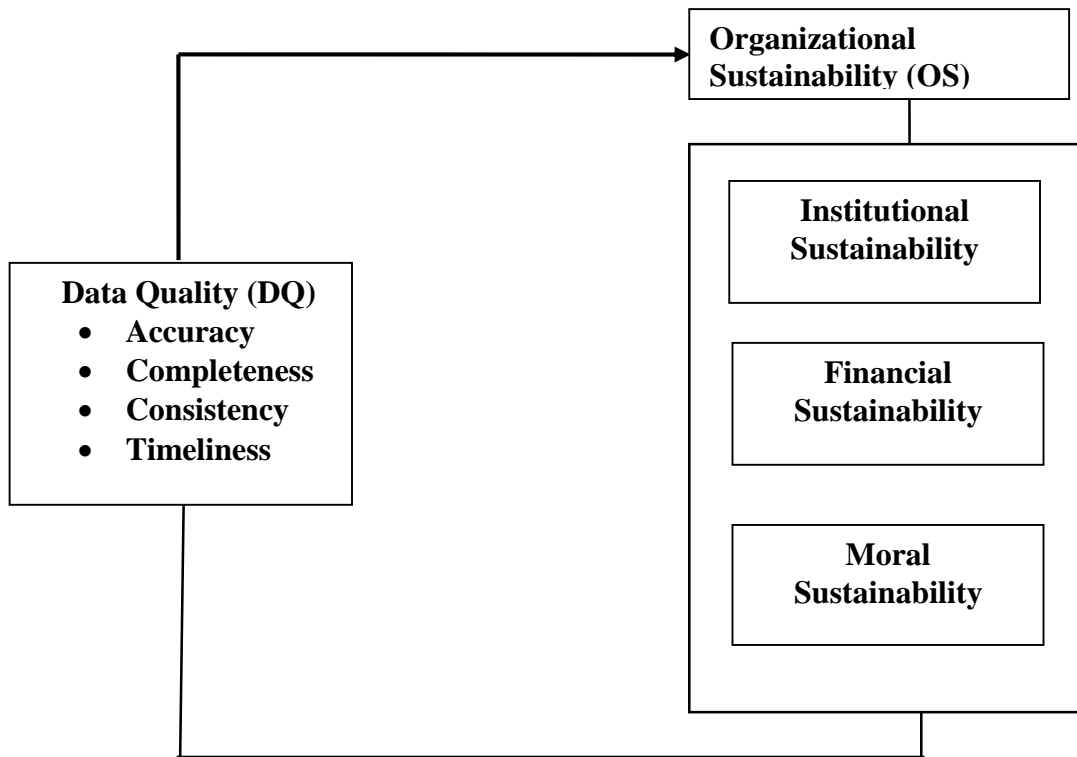 Organizational
Sustainability (OS)
Institutional
Sustainability
Data Quality (DQ)
• Accuracy
• Completeness
• Consistency
• Timeliness
Financial
Sustainability
Moral
Sustainability